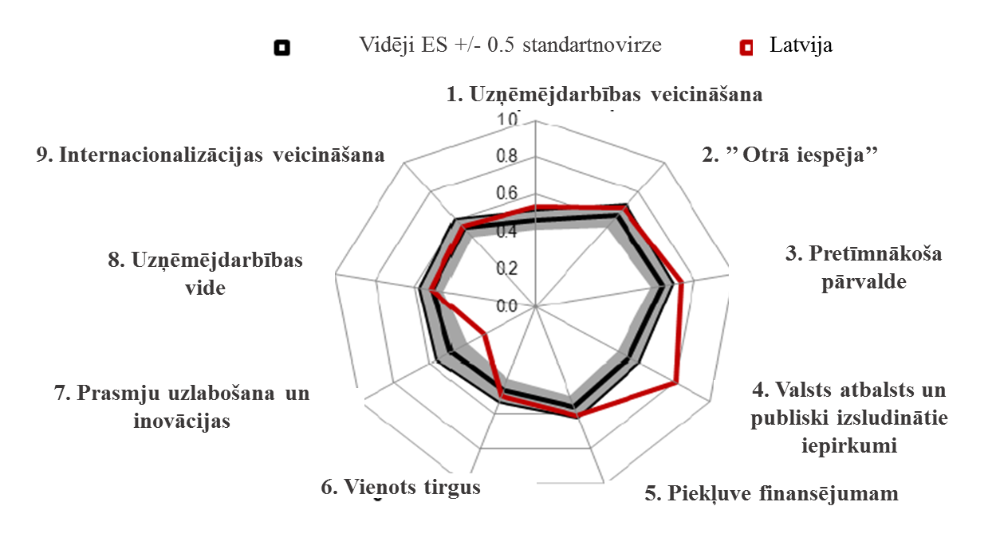 Vidēji ES +/- 0.5 standartnovirze
Latvija
1. Uzņēmējdarbības veicināšana
2. ’’ Otrā iespēja’’
3. Pretīmnākoša
pārvalde
4. Valsts atbalsts un
publiski izsludinātie
iepirkumi
5. Piekļuve finansējumam
6. Vienots tirgus
7. Prasmju uzlabošana un
inovācijas
8. Uzņēmējdarbības
vide
9. Internacionalizācijas veicināšana
1.0
0.8
0.6
0.4
0.2
0.0